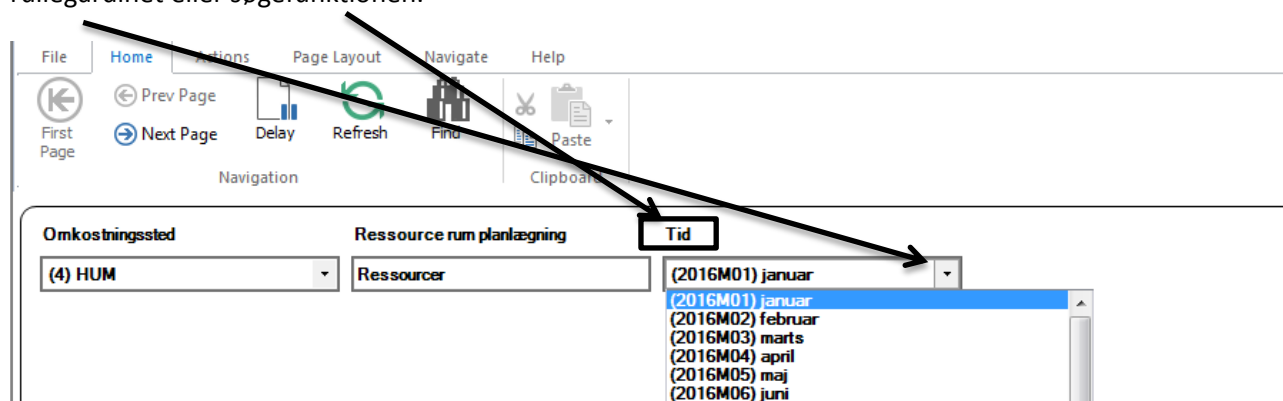 rullegardinet eller søgefunktionen.
File Home Actions Page Layout Navigate Help
First Page
Prev Page
Next Page
Delay
Refresh
Find
Paste
Navigation
Clipboard
Omkostningssted Ressource rum planlægning Tid
(4) HUM Ressourcer (2016M01) januar
(2016M01) januar
(2016M02) februar
(2016M03) marts
(2016M04) april
(2016M05) maj
(2016M06) juni